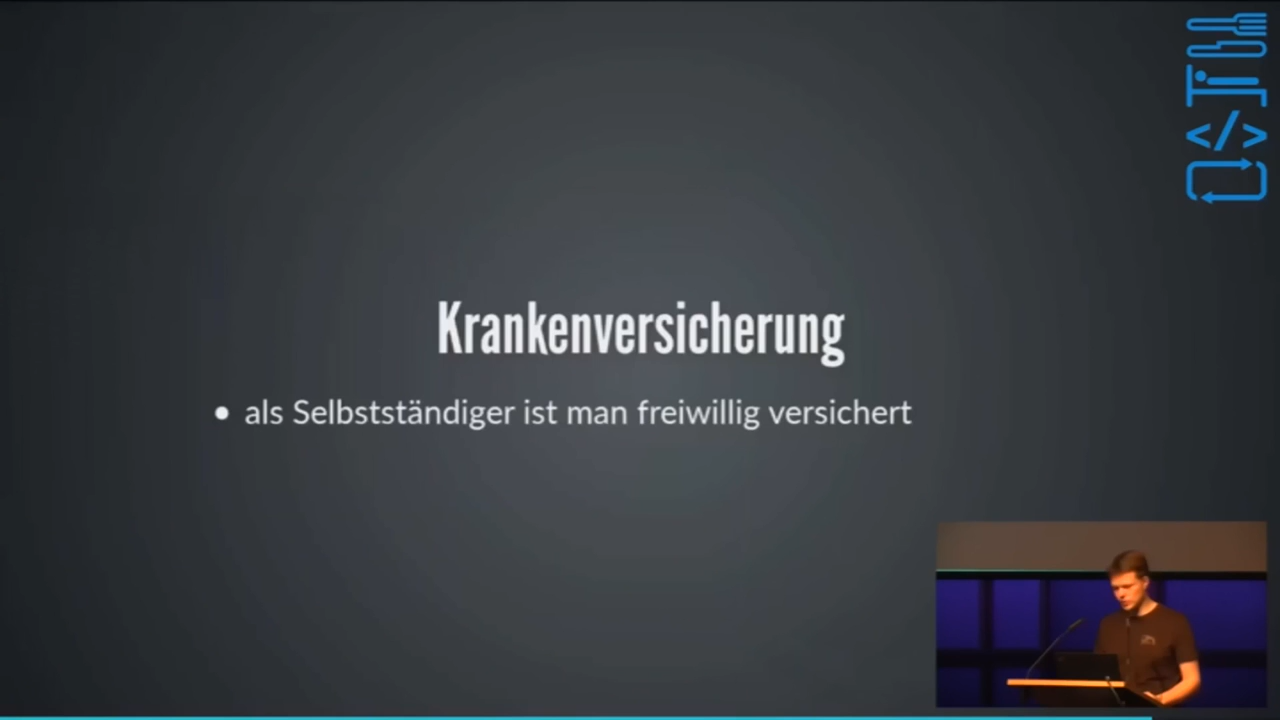 Krankenversicherung
• als Selbstständiger ist man freiwillig versichert